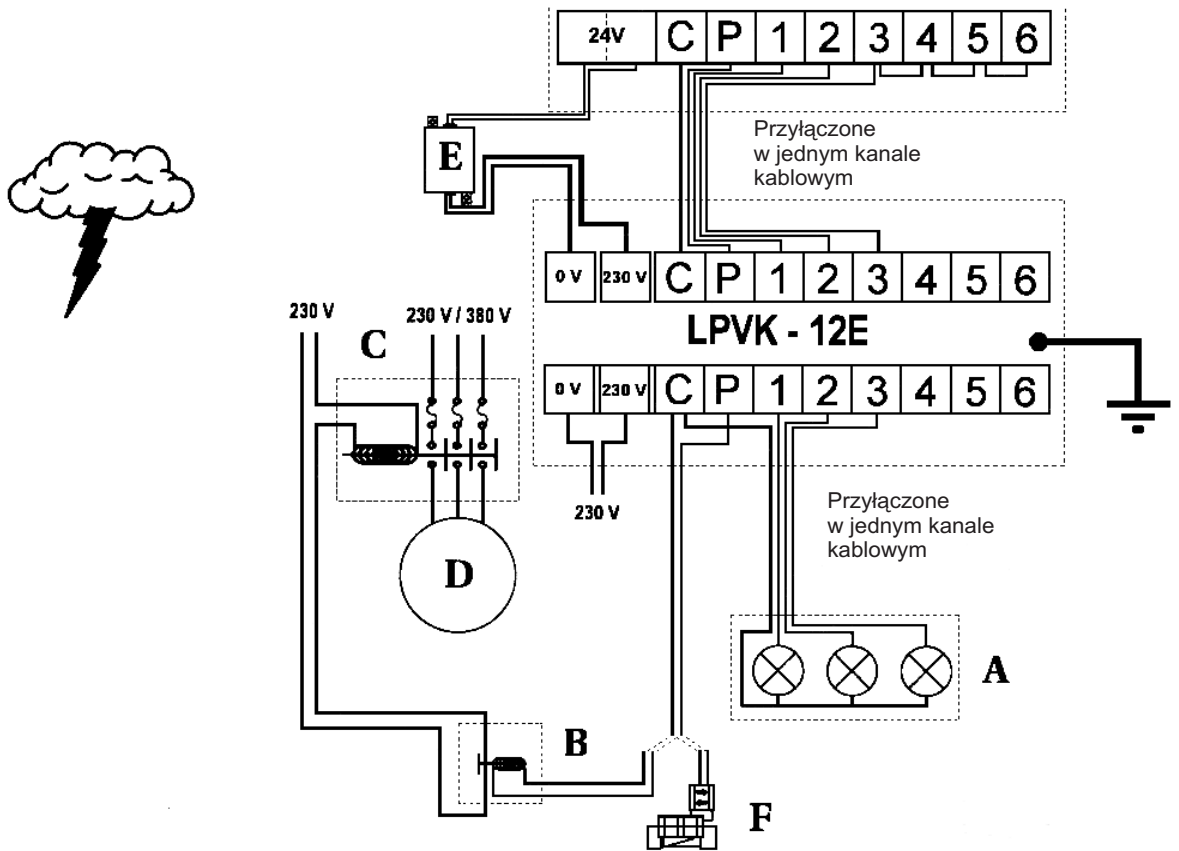 24V C P 1 2 3 4 5 6
Przyłączone
w jednym kanale
kablowym
E
0 V 230 V C P 1 2 3 4 5 6
LPVK - 12E
230 V
230 V / 380 V
C
0 V 230 V C P 1 2 3 4 5 6
230 V
Przyłączone
w jednym kanale
kablowym
D
A
B
F